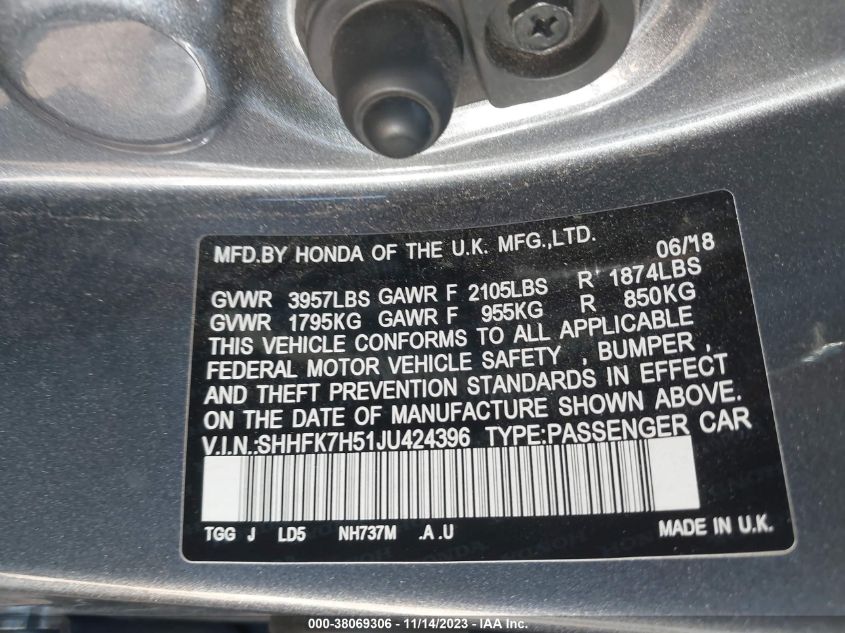 MFD.BY HONDA OF THE U.K. MFG.,LTD. 06/18
GVWR 3957LBS GAWR F 2105LBS R 1874LBS
GVWR 1795KG GAWR F 955KG R 850KG
THIS VEHICLE CONFORMS TO ALL APPLICABLE
FEDERAL MOTOR VEHICLE SAFETY , BUMPER ,
AND THEFT PREVENTION STANDARDS IN EFFECT
ON THE DATE OF MANUFACTURE SHOWN ABOVE.
V.I.N.:SHHFK7H51JU424396 TYPE:PASSENGER CAR
TGG J LD5 NH737M .A .U MADE IN U.K.
000-38069306 - 11/14/2023 - IAA Inc.